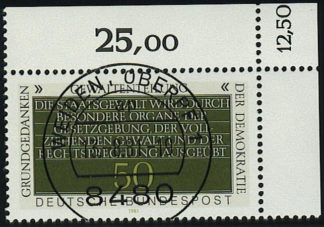 25,00
12,50
GRUNDGEDANKEN
DER DEMOKRATIE
DIE STAATSGEWALT WIRD DURCH
BESONDERE ORGANE DER
GESETZGEBUNG, DER VOLL-
ZIEHENDEN GEWALT UND DER
RECHTSPRECHUNG AUSGEÜBT
50
DEUTSCHE BUNDESPOST
1981
8480